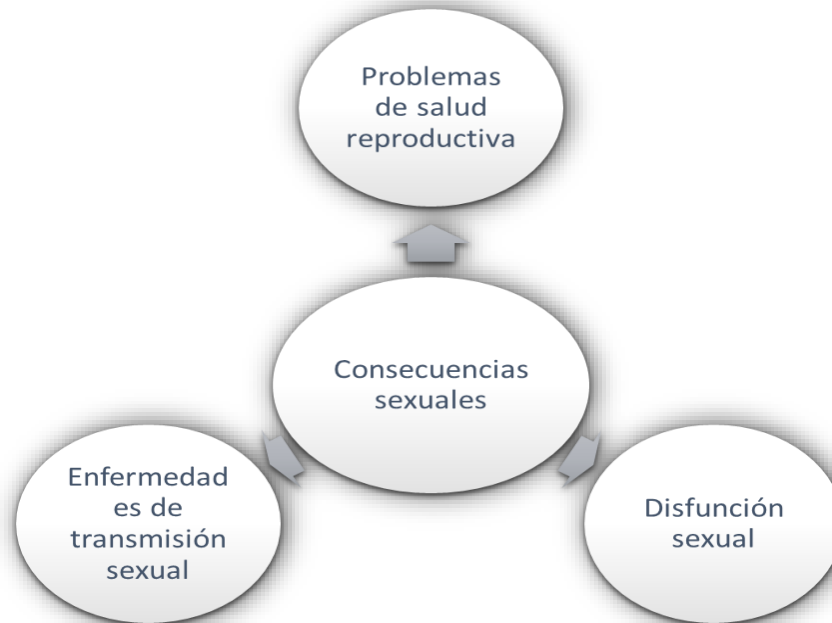 Problemas
de salud
reproductiva
Consecuencias
sexuales
Enfermedad
es de
transmisión
sexual
Disfunción
sexual